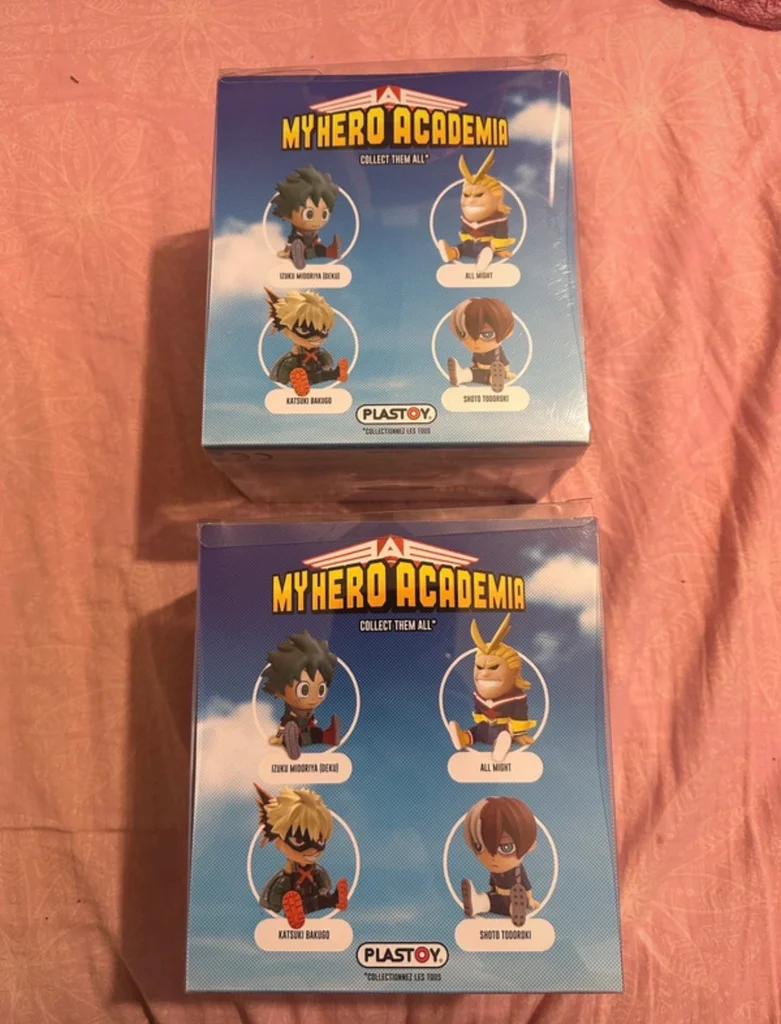 MY HERO ACADEMIA
COLLECT THEM ALL*
IZUKU MIDORIYA (DEKU)
ALL MIGHT
KATSUKI BAKUGO
SHOTO TODOROKI
PLASTOY
*COLLECTIONNEZ LES TOUS
MY HERO ACADEMIA
COLLECT THEM ALL*
IZUKU MIDORIYA (DEKU)
ALL MIGHT
KATSUKI BAKUGO
SHOTO TODOROKI
PLASTOY
*COLLECTIONNEZ LES TOUS